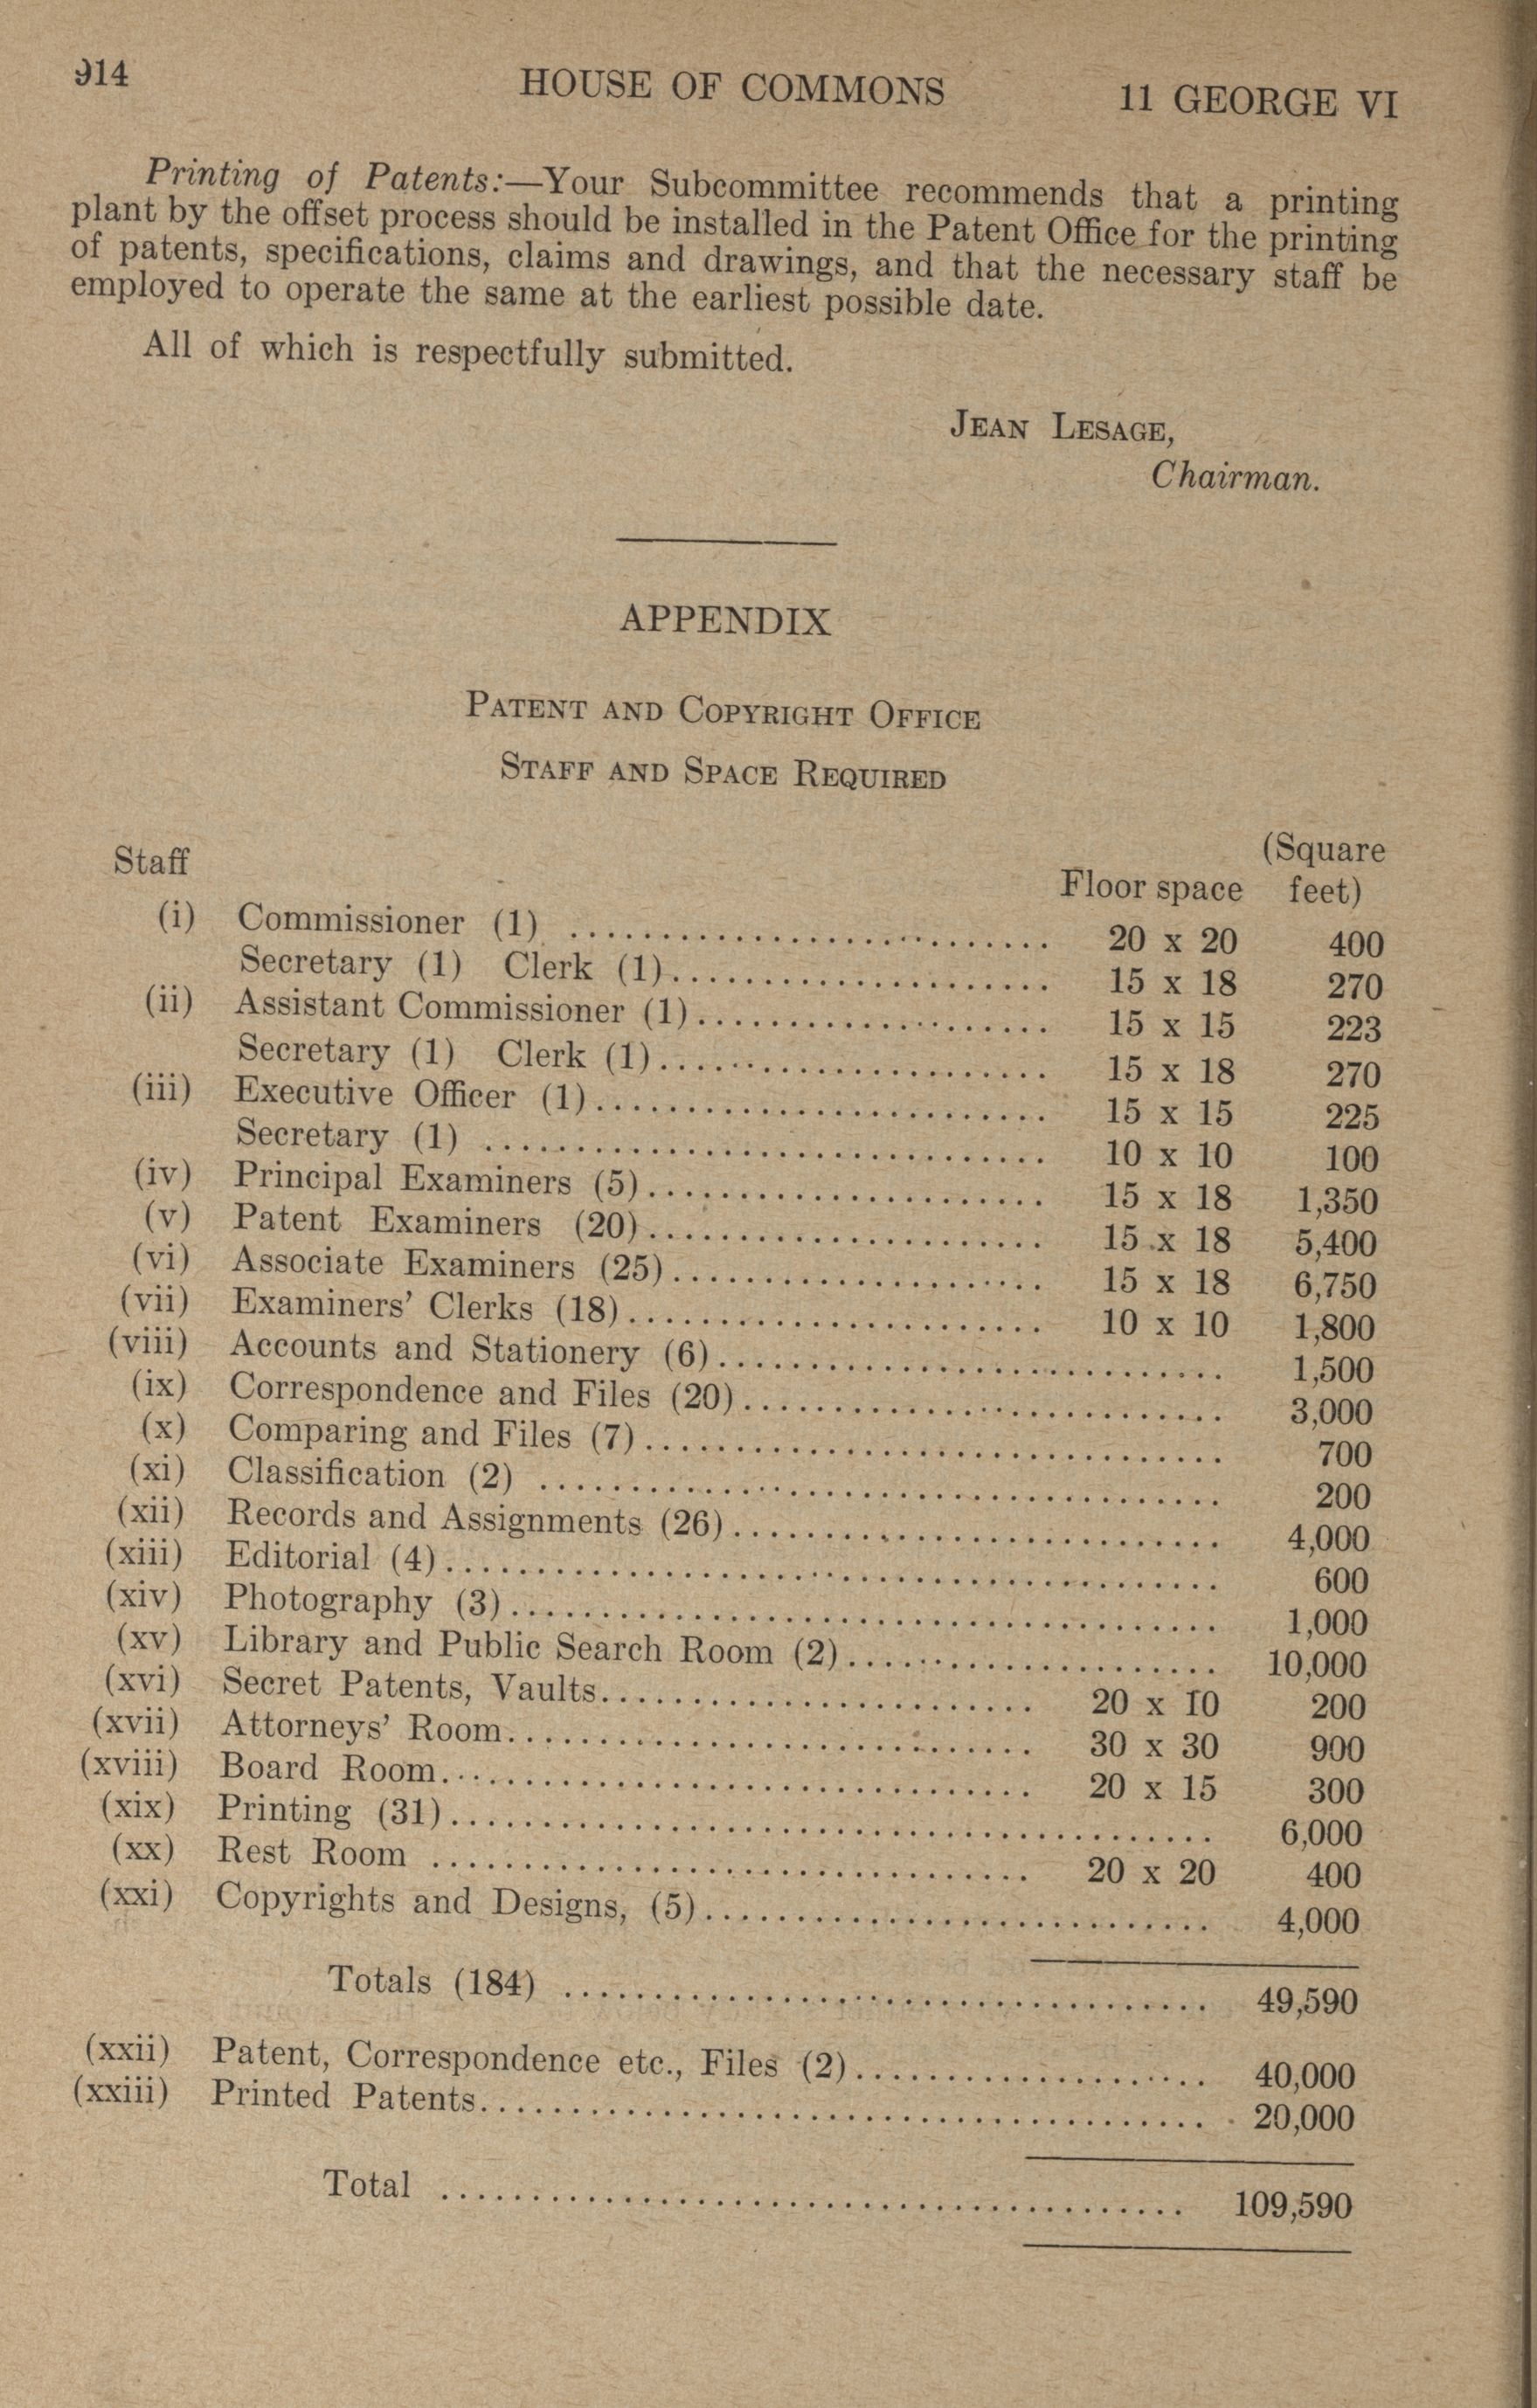 914
HOUSE OF COMMONS
11 GEORGE VI
Printing of Patents:—Your Subcommittee recommends that a printing
plant by the offset process should be installed in the Patent Office for the printing
of patents, specifications, claims and drawings, and that the necessary staff be
employed to operate the same at the earliest possible date.
All of which is respectfully submitted.
JEAN LESAGE,
Chairman.
APPENDIX
PATENT AND COPYRIGHT OFFICE
STAFF AND SPACE REQUIRED
Staff Floor space (Square feet)
(i) Commissioner (1) .......... 20 x 20 400
Secretary (1) Clerk (1).......... 15 x 18 270
(ii) Assistant Commissioner (1).......... 15 x 15 223
Secretary (1) Clerk (1).......... 15 x 18 270
(iii) Executive Officer (1).......... 15 x 15 225
Secretary (1) .......... 10 x 10 100
(iv) Principal Examiners (5).......... 15 x 18 1,350
(v) Patent Examiners (20).......... 15 x 18 5,400
(vi) Associate Examiners (25).......... 15 x 18 6,750
(vii) Examiners' Clerks (18).......... 10 x 10 1,800
(viii) Accounts and Stationery (6).......... 1,500
(ix) Correspondence and Files (20).......... 3,000
(x) Comparing and Files (7).......... 700
(xi) Classification (2) .......... 200
(xii) Records and Assignments (26).......... 4,000
(xiii) Editorial (4).......... 600
(xiv) Photography (3).......... 1,000
(xv) Library and Public Search Room (2).......... 10,000
(xvi) Secret Patents, Vaults.......... 20 x 10 200
(xvii) Attorneys' Room.......... 30 x 30 900
(xviii) Board Room.......... 20 x 15 300
(xix) Printing (31).......... 6,000
(xx) Rest Room .......... 20 x 20 400
(xxi) Copyrights and Designs, (5).......... 4,000
Totals (184) .......... 49,590
(xxii) Patent, Correspondence etc., Files (2).......... 40,000
(xxiii) Printed Patents.......... 20,000
Total .......... 109,590